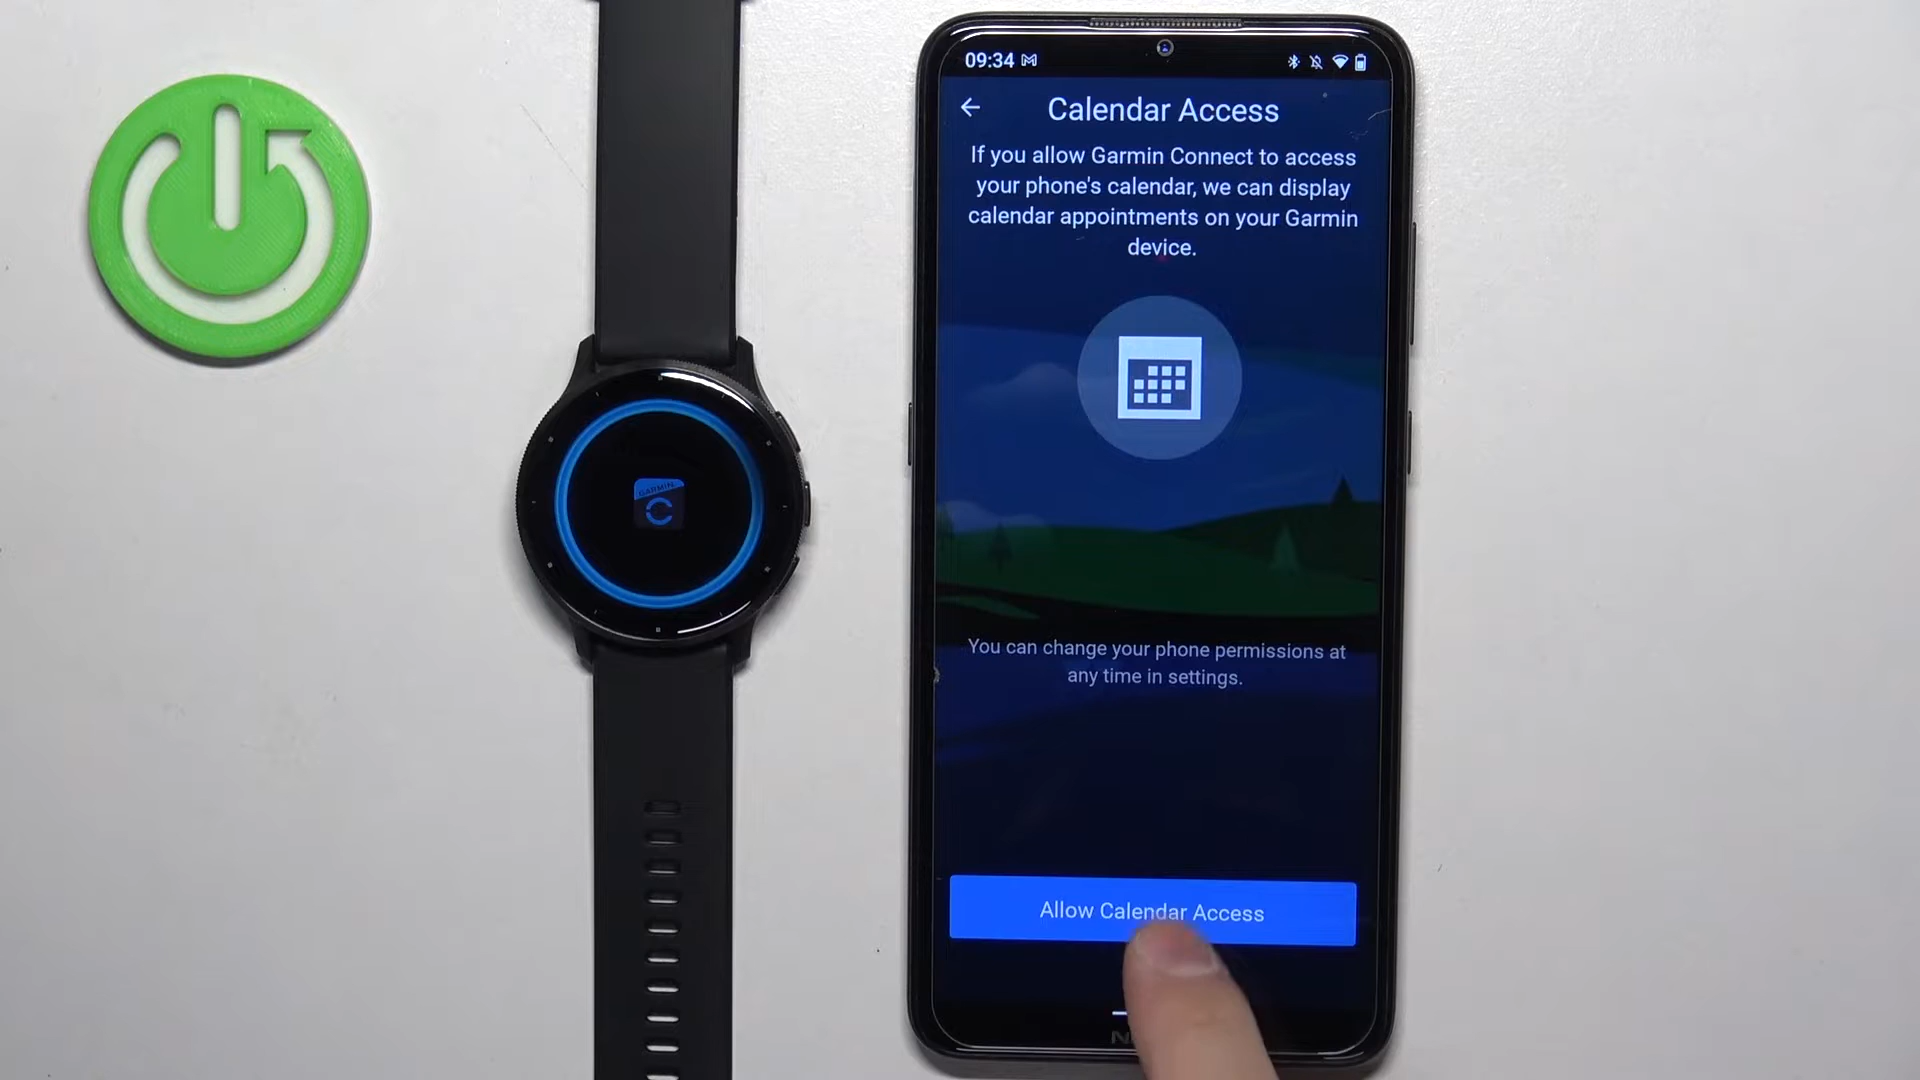 09:34
Calendar Access
If you allow Garmin Connect to access
your phone's calendar, we can display
calendar appointments on your Garmin
device.
GARMIN.
You can change your phone permissions at
any time in settings.
Allow Calendar Access